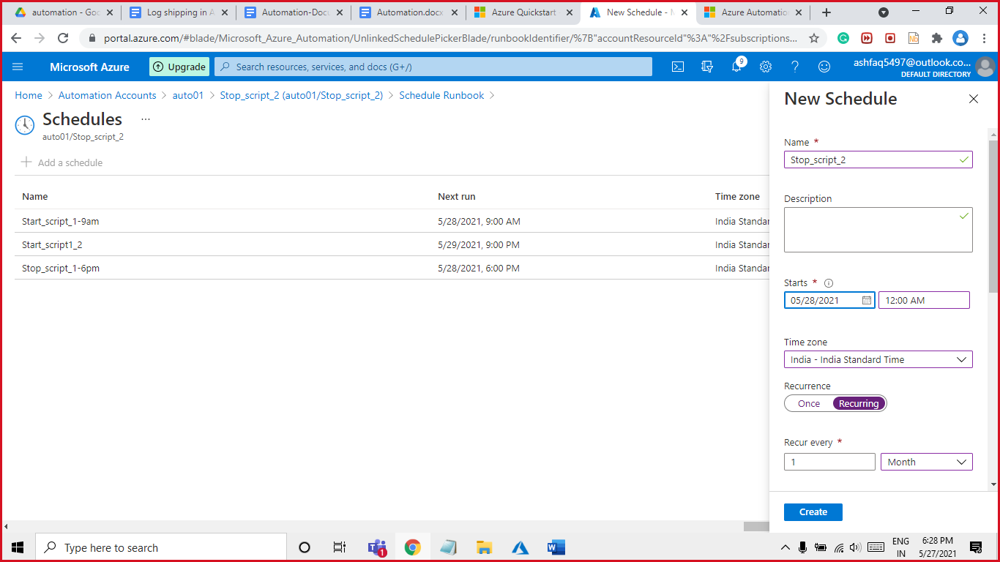 automation - Goo
Log shipping in A
Automation-Docu
Automation.docx
Azure Quickstart
New Schedule - M
Azure Automation
portal.azure.com/#blade/Microsoft_Azure_Automation/UnlinkedSchedulePickerBlade/runbookIdentifier/%7B"accountResourceId"%3A"%2Fsubscriptions...
Microsoft Azure
Upgrade
Search resources, services, and docs (G+/)
9
ashfaq5497@outlook.co...
DEFAULT DIRECTORY
Home > Automation Accounts > auto01 > Stop_script_2 (auto01/Stop_script_2) > Schedule Runbook >
Schedules ...
auto01/Stop_script_2
+ Add a schedule
Name Next run Time zone
Start_script_1-9am 5/28/2021, 9:00 AM India Standar
Start_script1_2 5/29/2021, 9:00 PM India Standar
Stop_script_1-6pm 5/28/2021, 6:00 PM India Standar
New Schedule
Name *
Stop_script_2
Description
Starts *
05/28/2021 12:00 AM
Time zone
India - India Standard Time
Recurrence
Once Recurring
Recur every *
1 Month
Create
Type here to search
1
ENG
IN
6:28 PM
5/27/2021